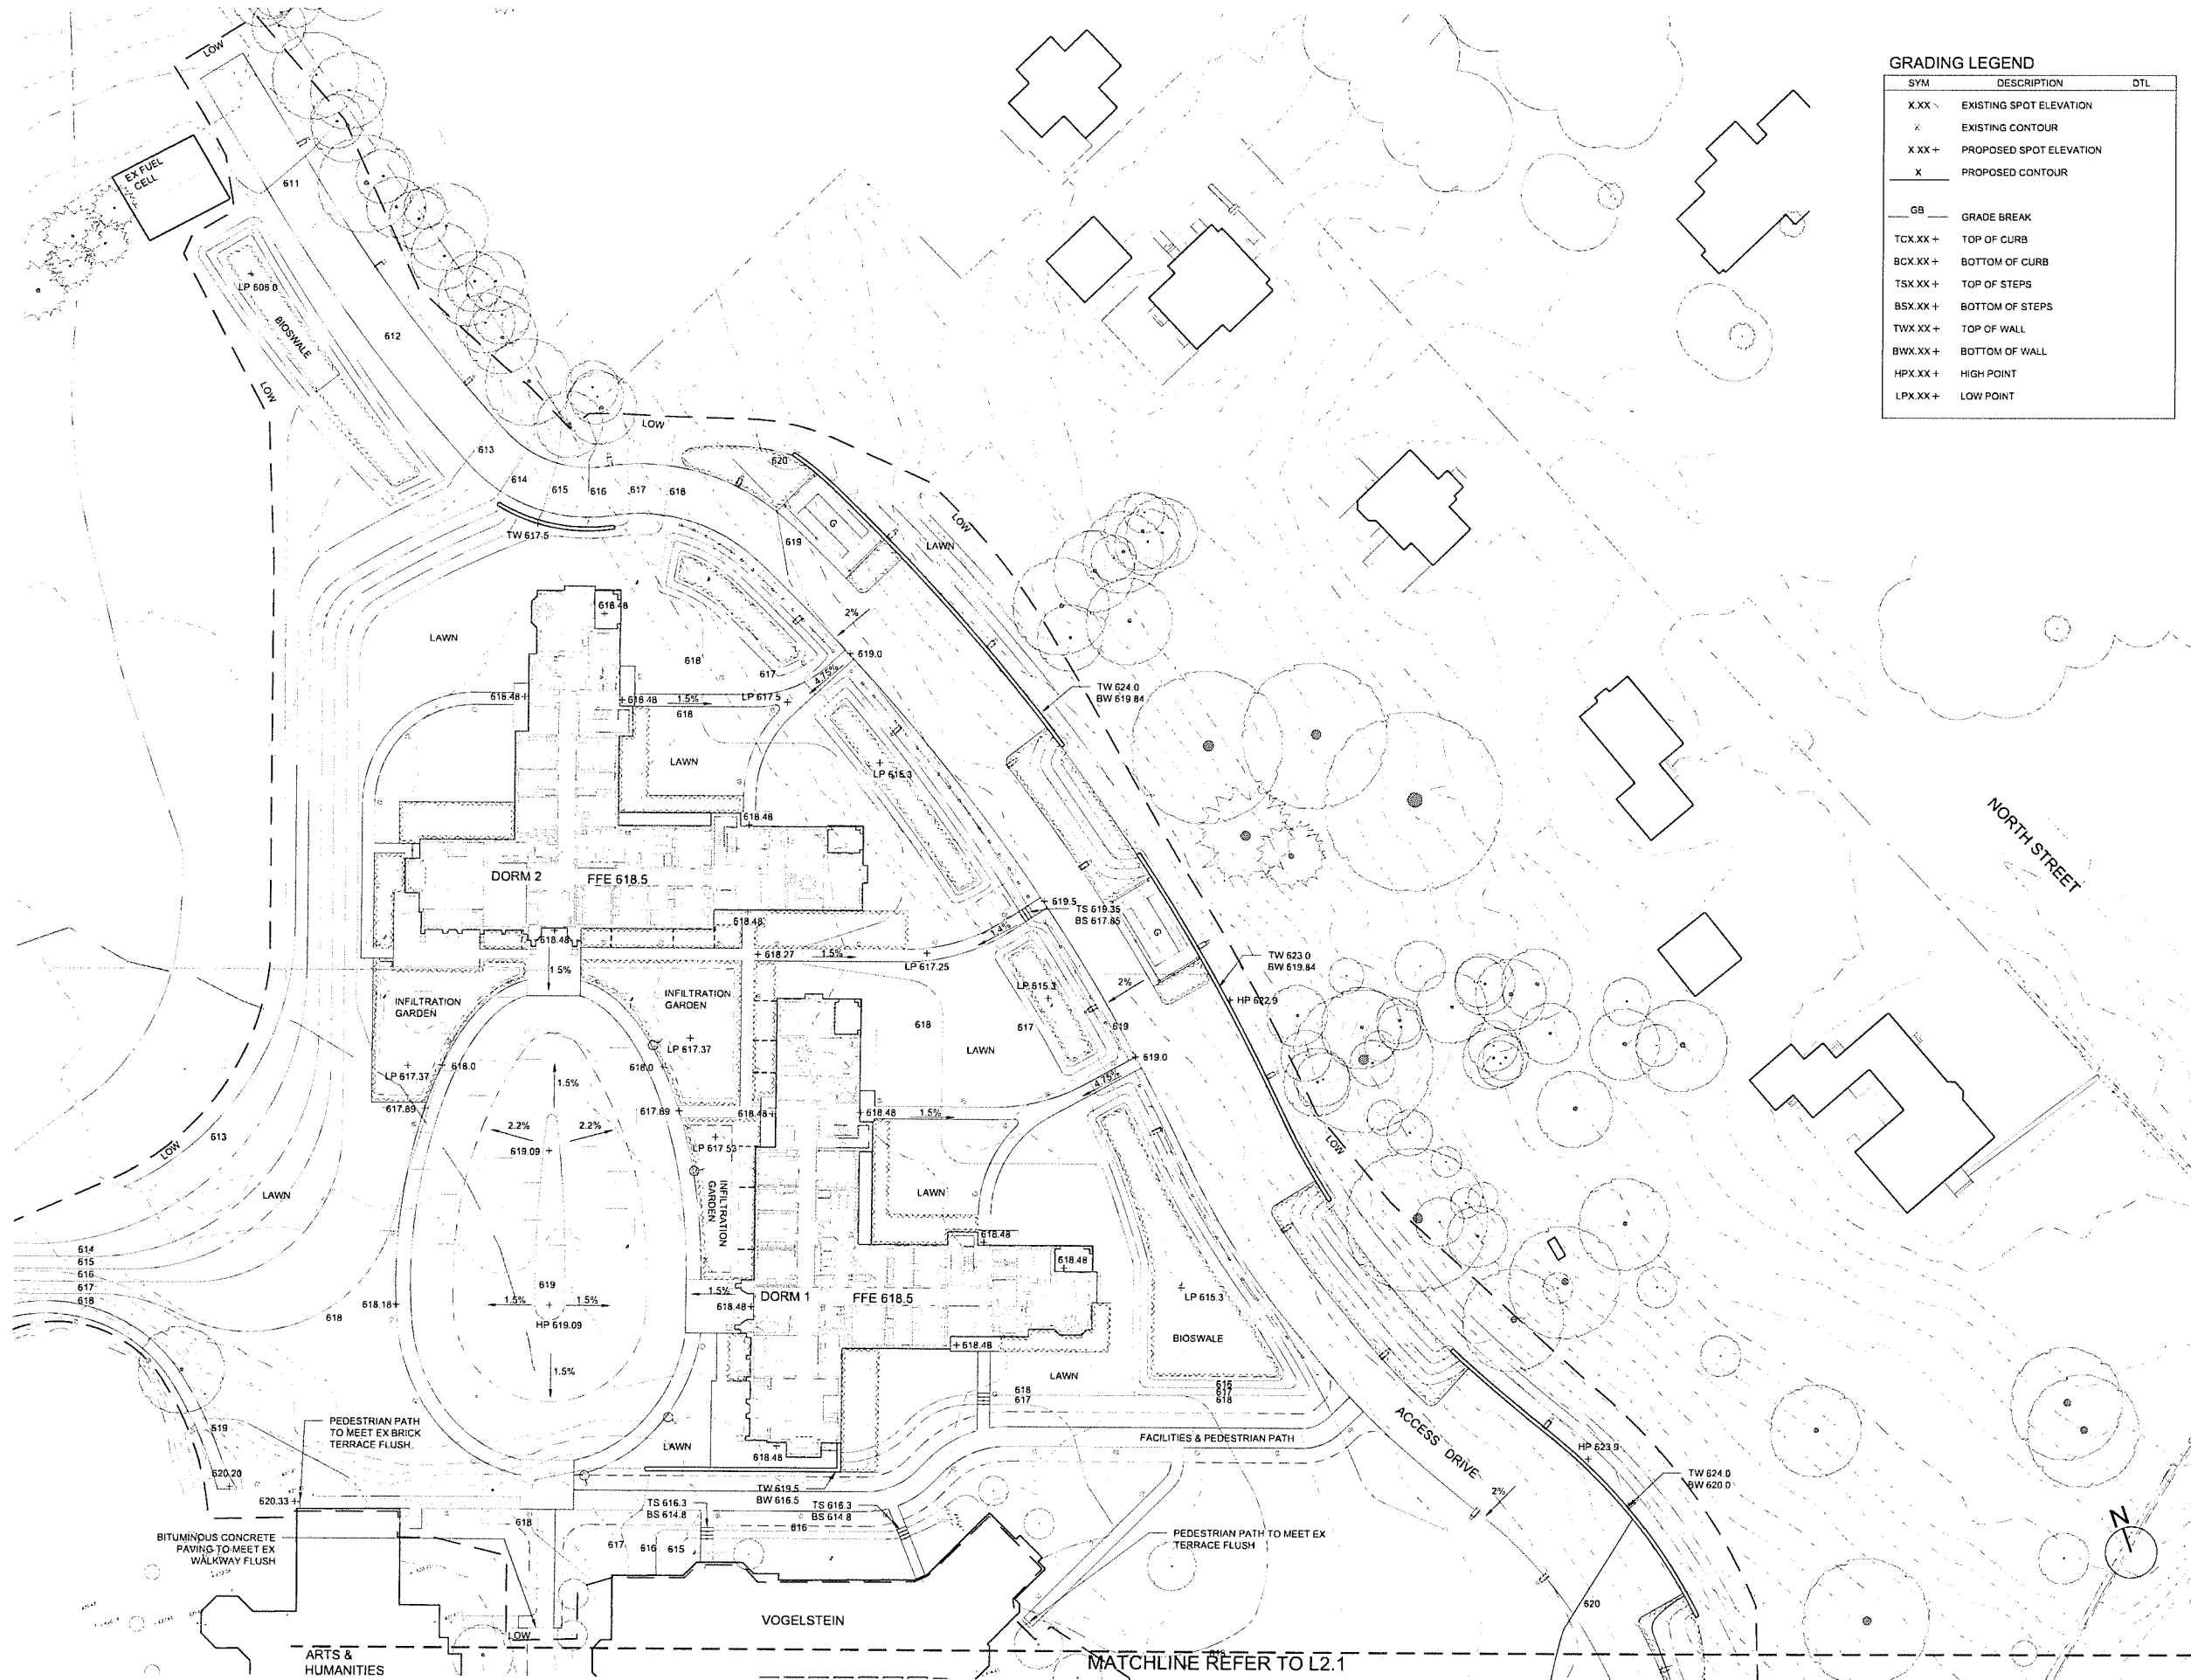 GRADING LEGEND
SYM DESCRIPTION DTL
X.XX EXISTING SPOT ELEVATION
X EXISTING CONTOUR
X XX + PROPOSED SPOT ELEVATION
X PROPOSED CONTOUR
GB GRADE BREAK
TCX.XX + TOP OF CURB
BCX.XX + BOTTOM OF CURB
TSX.XX + TOP OF STEPS
BSX.XX + BOTTOM OF STEPS
TWX XX + TOP OF WALL
BWX.XX + BOTTOM OF WALL
HPX.XX + HIGH POINT
LPX.XX + LOW POINT
LOW
EX FUEL
CELL
611
LP 608.0
BIOSWALE
612
LOW
LOW
613
614
615
616
617
618
620
G
619
LOW
LAWN
TW 617.5
618.48
LAWN
2%
619.0
618
617
4.75%
618.48
618.48
1.5%
LP 617.5
618
TW 624.0
BW 619.84
LAWN
LP 615.3
618.48
NORTH STREET
DORM 2
FFE 618.5
619.5
TS 619.35
BS 617.85
618.48
618.48
1.4%
G
618.27
1.5%
LP 617.25
TW 623.0
BW 619.84
1.5%
INFILTRATION
GARDEN
INFILTRATION
GARDEN
LP 615.3
2%
HP 622.9
618
617
619
LP 617.37
LAWN
619.0
LP 617.37
618.0
618.0
1.5%
4.75%
617.89
617.89
618.48
618.48
1.5%
2.2%
2.2%
613
619.09
LP 617.53
LOW
LOW
LAWN
INFILTRATION
GARDEN
LAWN
618.48
614
615
616
617
618
618.48
619
1.5%
DORM 1
FFE 618.5
LP 615.3
618.18
1.5%
1.5%
618.48
618
HP 619.09
BIOSWALE
618.48
1.5%
LAWN
616
617
618
618
617
PEDESTRIAN PATH
TO MEET EX BRICK
TERRACE FLUSH.
619
ACCESS DRIVE
FACILITIES & PEDESTRIAN PATH
LAWN
HP 623.9
618.48
620.20
TW 624.0
BW 620.0
TW 619.5
BW 616.5
2%
620.33
TS 616.3
BS 614.8
TS 616.3
BS 614.8
618
616
N
BITUMINOUS CONCRETE
PAVING TO MEET EX
WALKWAY FLUSH
617
616
615
PEDESTRIAN PATH TO MEET EX
TERRACE FLUSH
620
VOGELSTEIN
LOW
ARTS &
HUMANITIES
MATCHLINE REFER TO L2.1